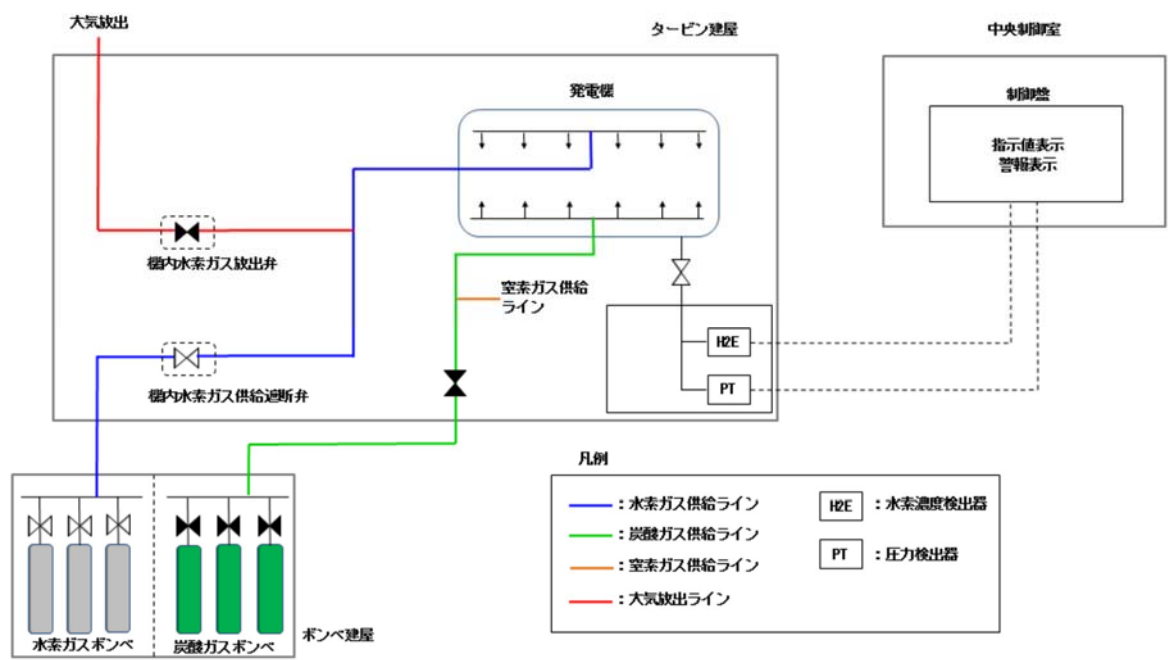 大気放出
タービン建屋
中央制御室
発電機
制御盤
指示値表示
警報表示
機内水素ガス放出弁
窒素ガス供給
ライン
H2E
機内水素ガス供給遮断弁
PT
凡例
：水素ガス供給ライン
H2E
：水素濃度検出器
：炭酸ガス供給ライン
PT
：圧力検出器
：窒素ガス供給ライン
：大気放出ライン
水素ガスボンベ
炭酸ガスボンベ
ボンベ建屋